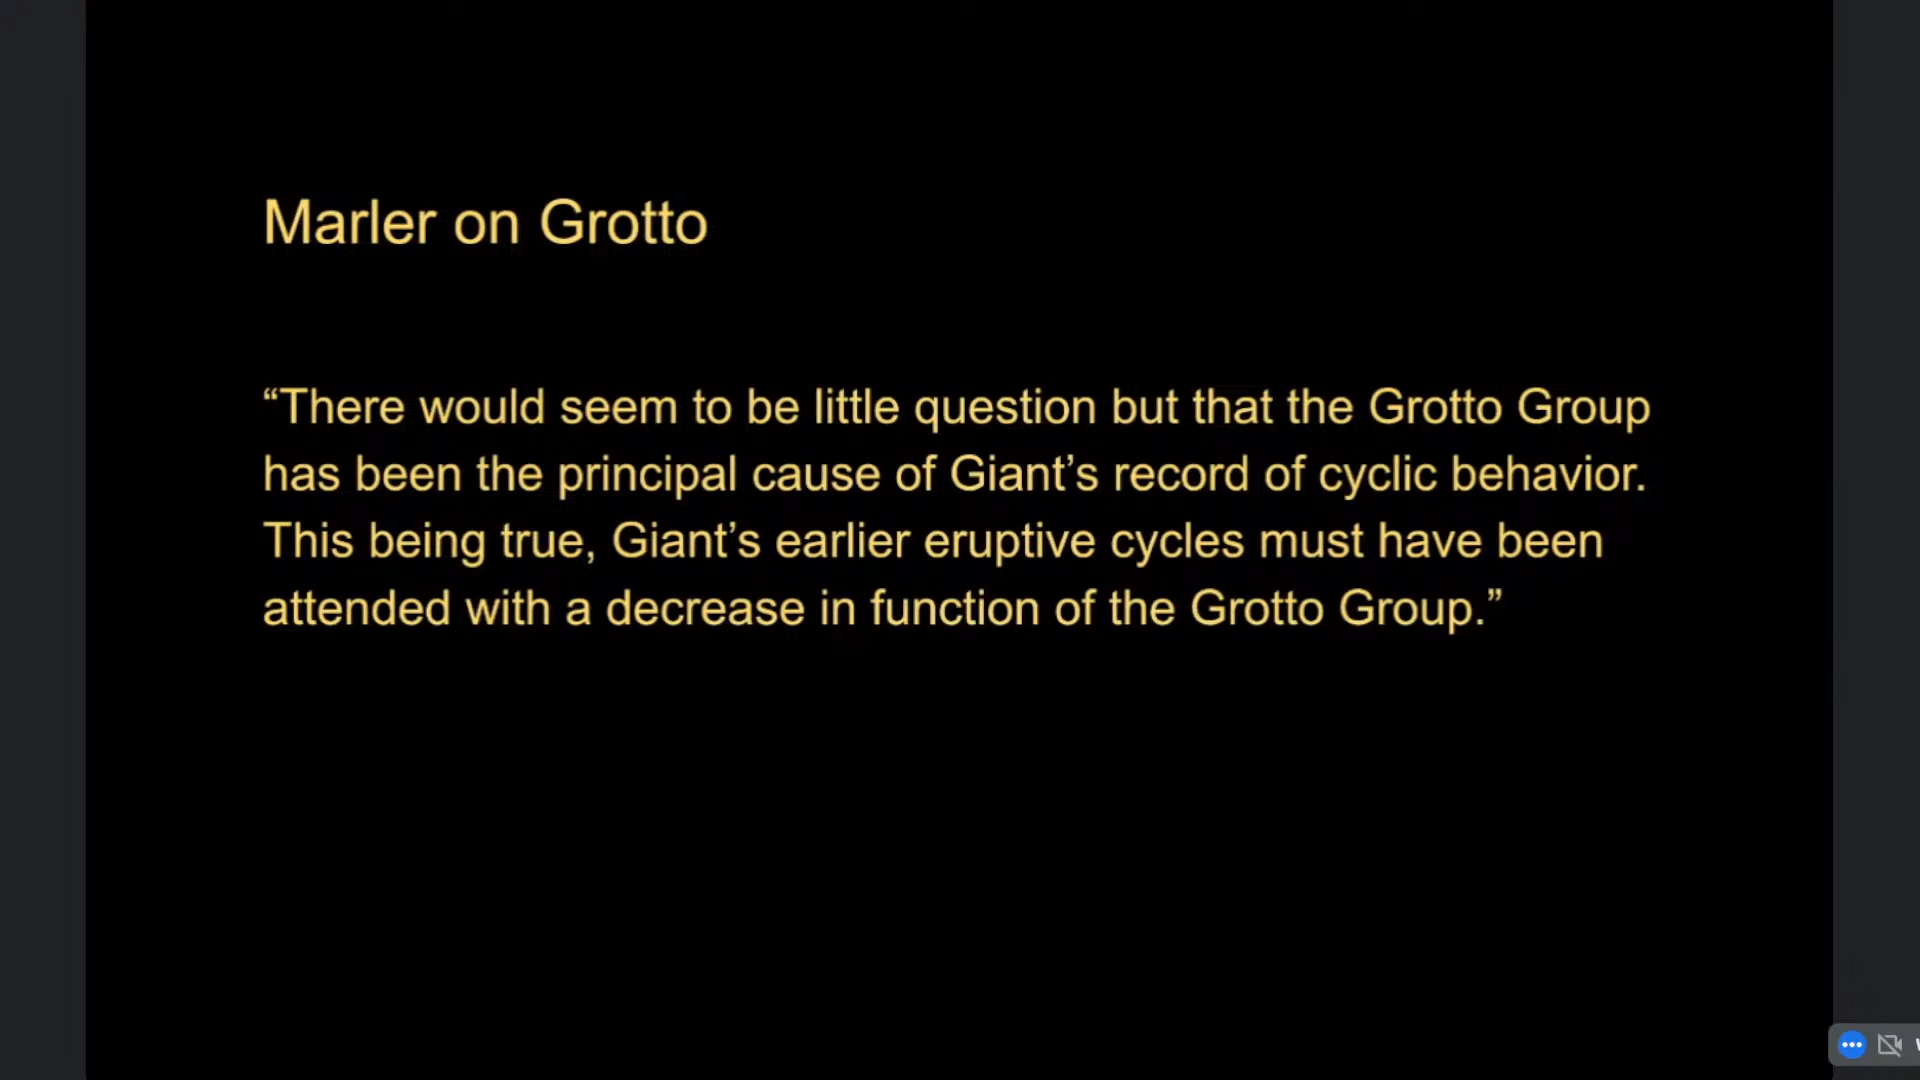 Marler on Grotto
“There would seem to be little question but that the Grotto Group
has been the principal cause of Giant’s record of cyclic behavior.
This being true, Giant’s earlier eruptive cycles must have been
attended with a decrease in function of the Grotto Group.”